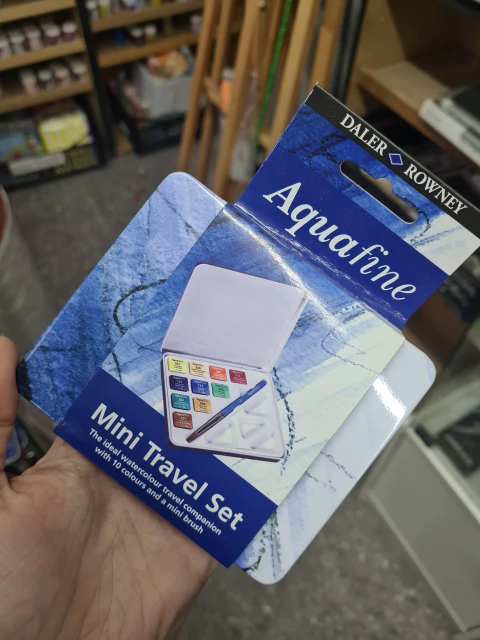 DALER ROWNEY
Aquafine
Mini Travel Set
The ideal watercolour travel companion
with 10 colours and a mini brush